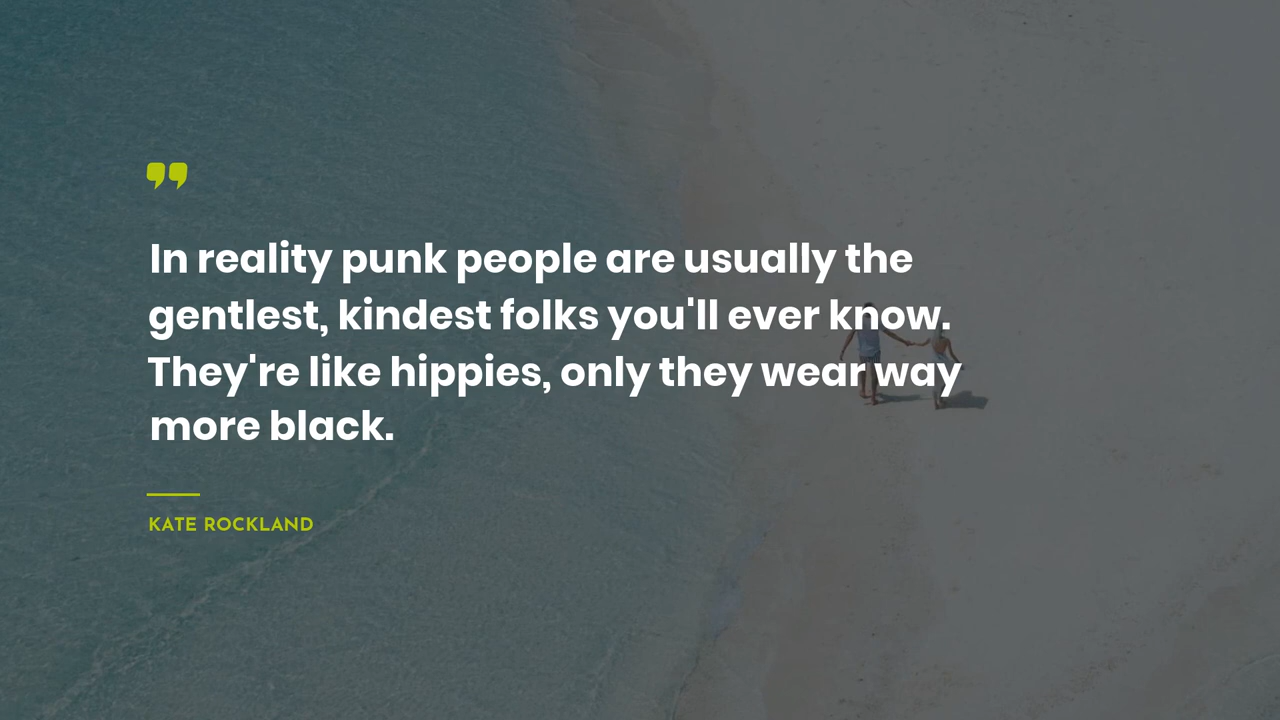 In reality punk people are usually the
gentlest, kindest folks you'll ever know.
They're like hippies, only they wear way
more black.
KATE ROCKLAND